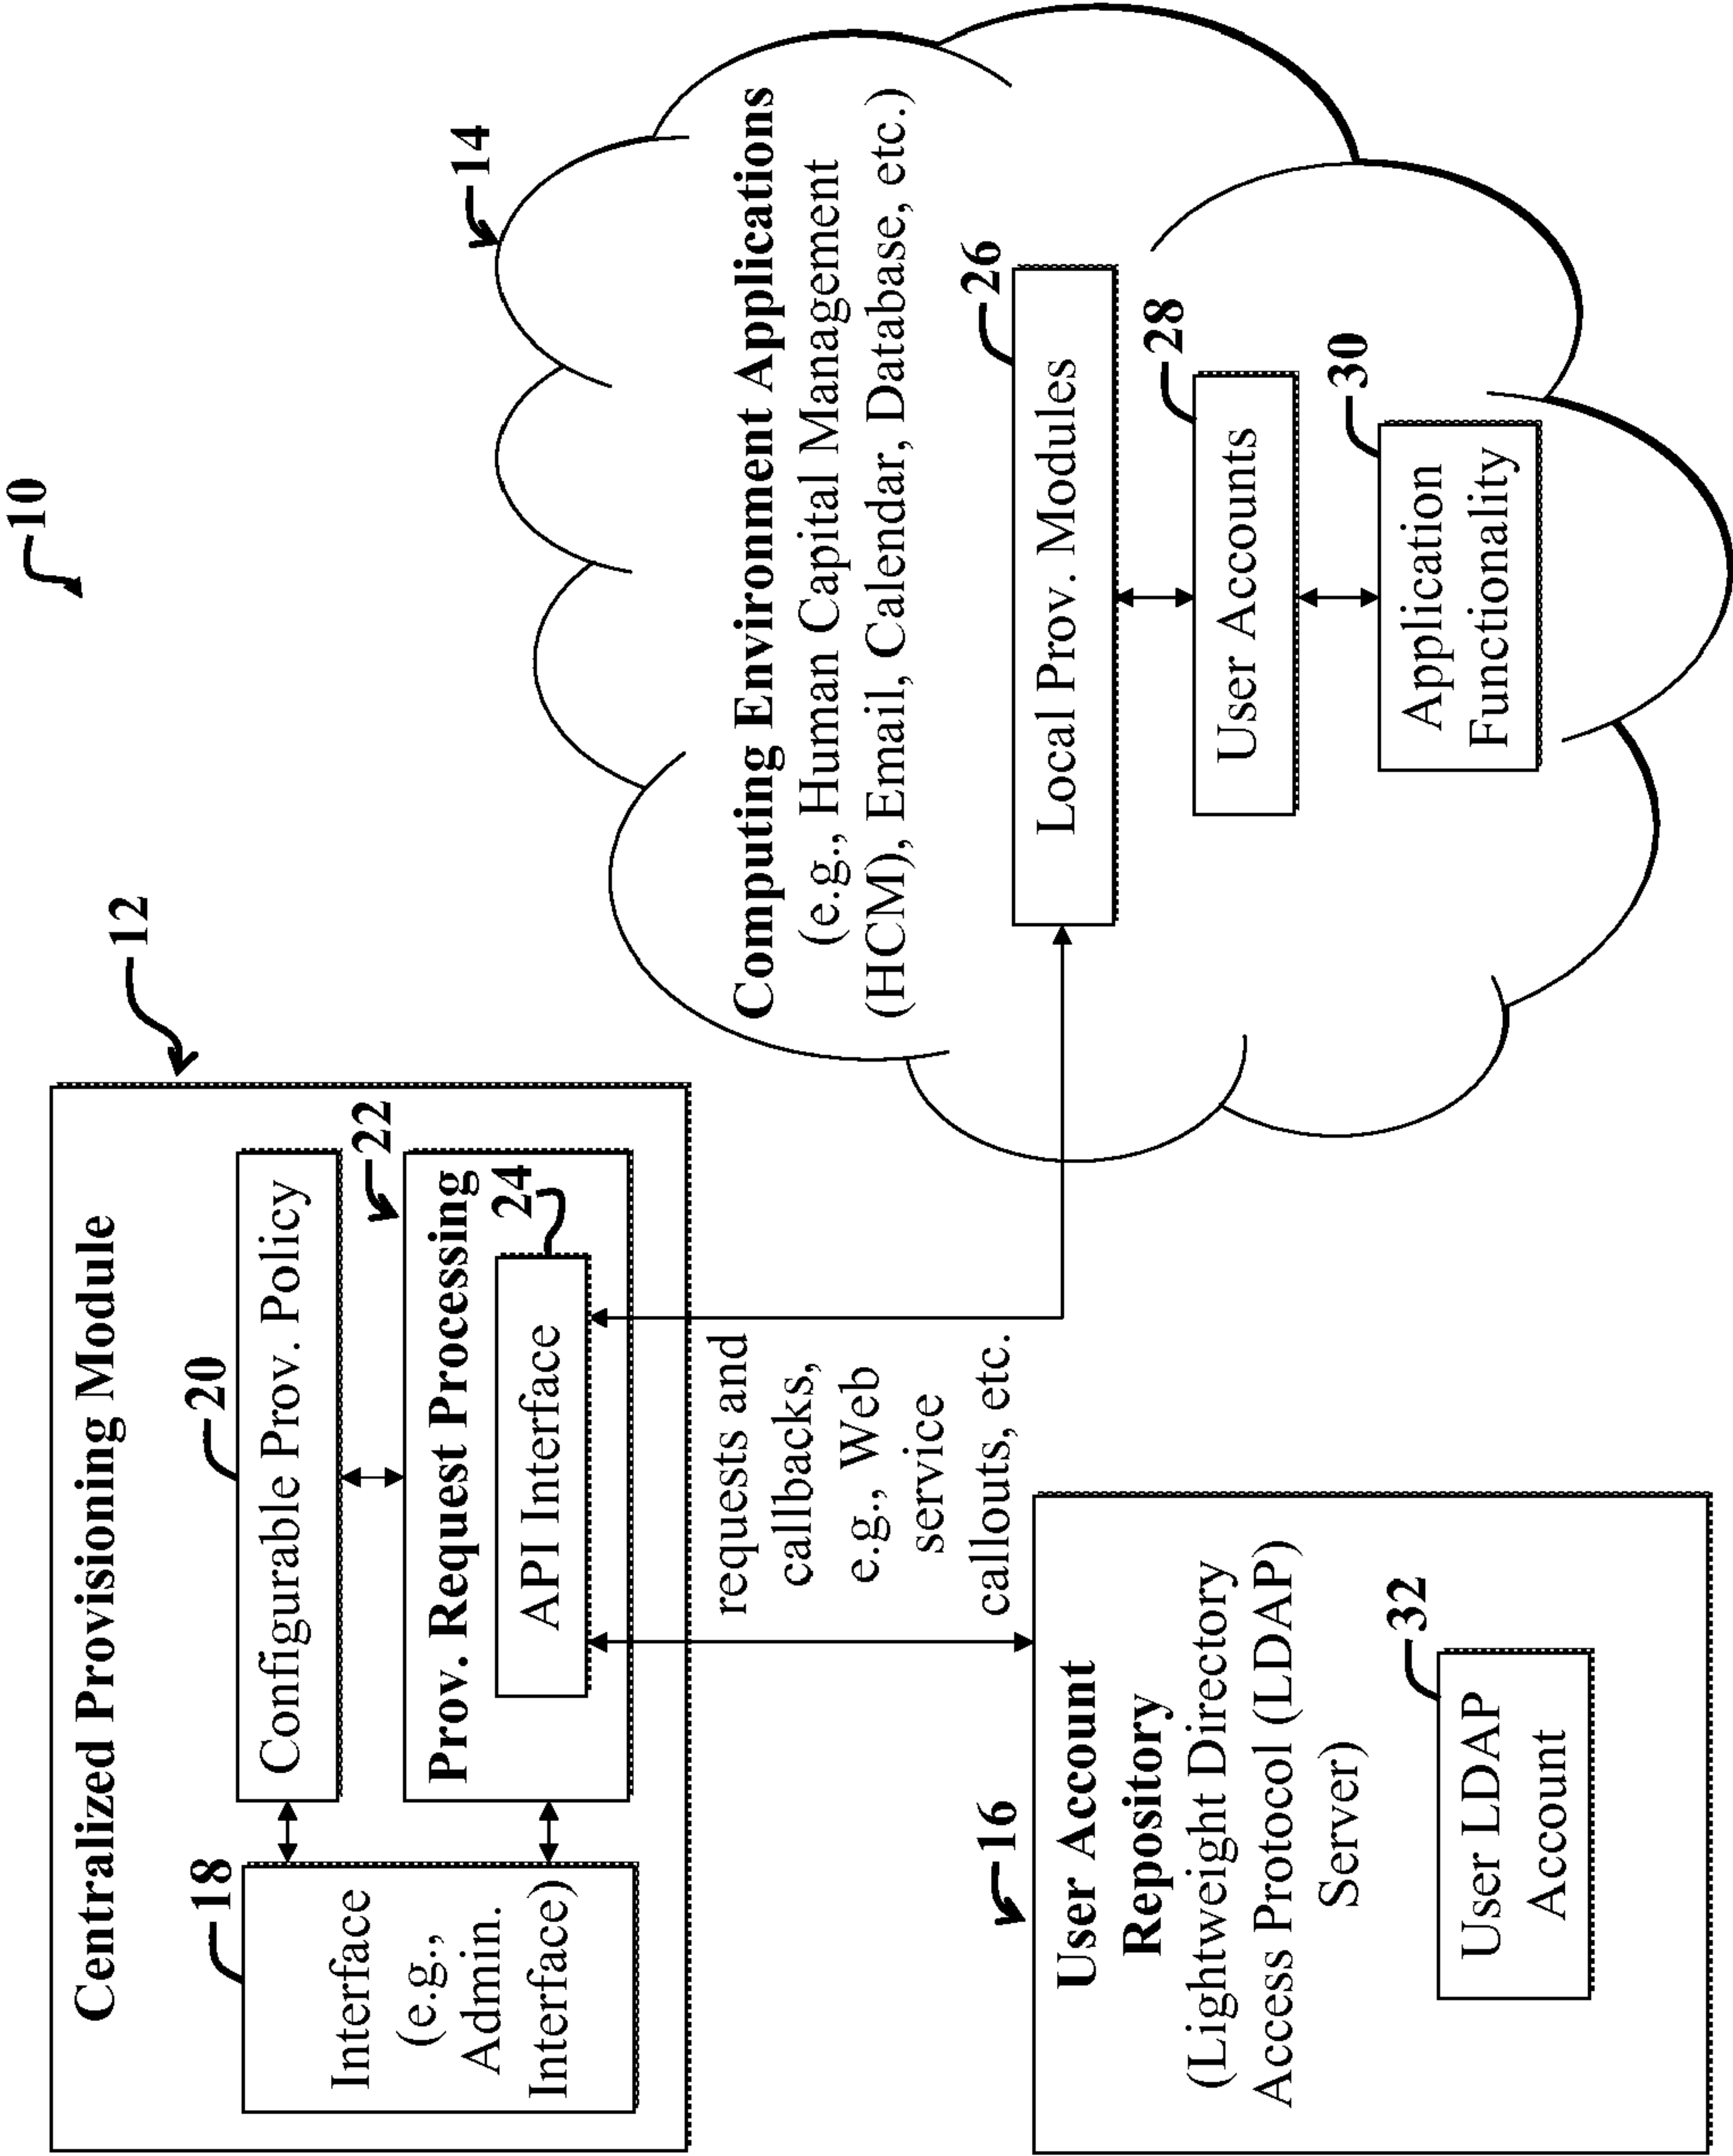 10
12
Centralized Provisioning Module
18
Interface
(e.g.,
Admin.
Interface)
20
Configurable Prov. Policy
22
Prov. Request Processing
24
API Interface
requests and
callbacks,
e.g., Web
service
callouts, etc.
14
Computing Environment Applications
(e.g., Human Capital Management
(HCM), Email, Calendar, Database, etc.)
26
Local Prov. Modules
28
User Accounts
30
Application
Functionality
16
User Account
Repository
(Lightweight Directory
Access Protocol (LDAP)
Server)
32
User LDAP
Account